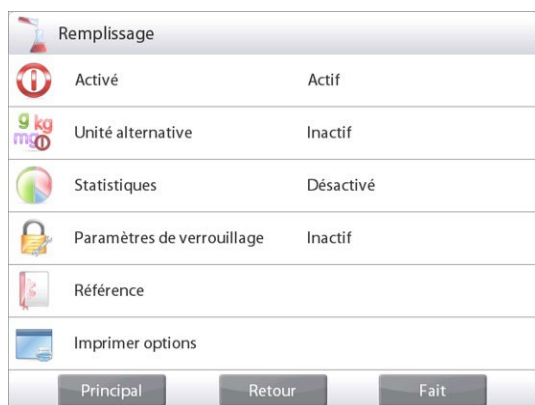 Remplissage
Activé Actif
g kg mg Unité alternative Inactif
Statistiques Désactivé
Paramètres de verrouillage Inactif
Référence
Imprimer options
Principal Retour Fait